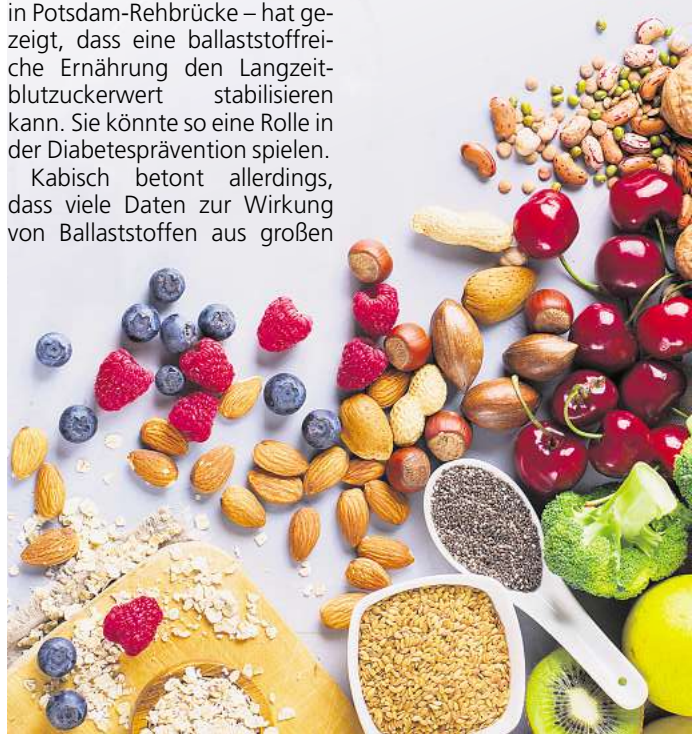 in Potsdam-Rehbrücke – hat ge-
zeigt, dass eine ballaststoffrei-
che Ernährung den Langzeit-
blutzuckerwert stabilisieren
kann. Sie könnte so eine Rolle in
der Diabetesprävention spielen.
Kabisch betont allerdings,
dass viele Daten zur Wirkung
von Ballaststoffen aus großen